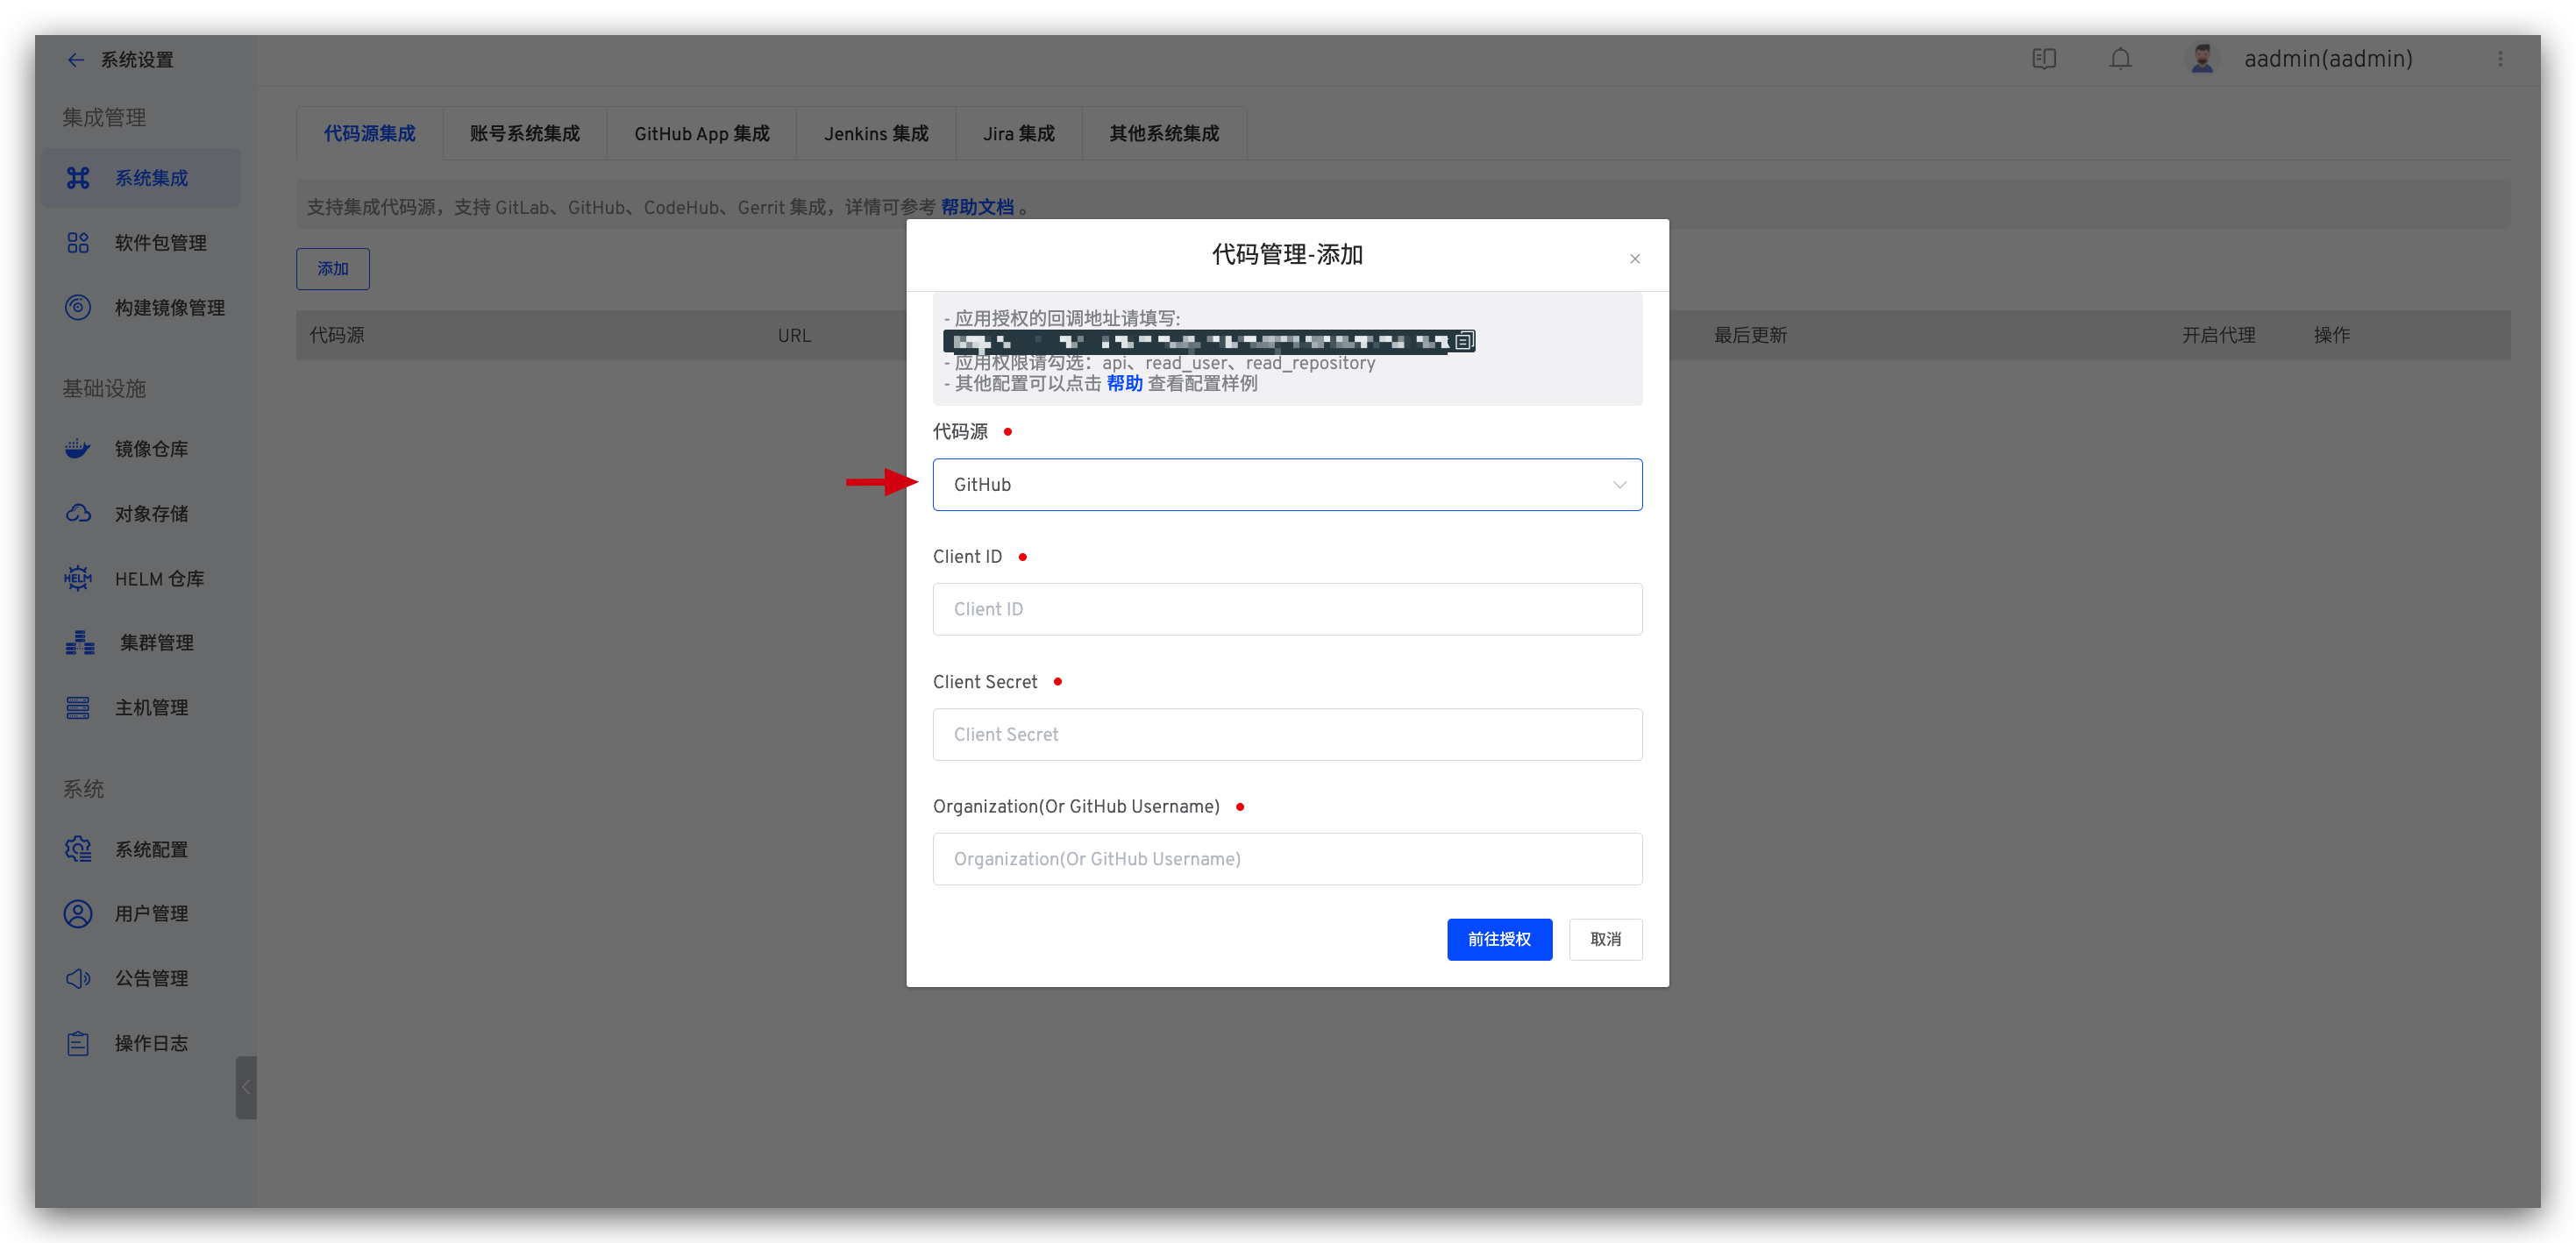 系统设置
aadmin(aadmin)
集成管理
系统集成
软件包管理
构建镜像管理
基础设施
镜像仓库
对象存储
HELM
HELM 仓库
集群管理
主机管理
系统
系统配置
用户管理
公告管理
操作日志
代码源集成 账号系统集成 GitHub App 集成 Jenkins 集成 Jira 集成 其他系统集成
支持集成代码源，支持 GitLab、GitHub、CodeHub、Gerrit 集成，详情可参考 帮助文档 。
添加
代码源 URL 最后更新 开启代理 操作
代码管理-添加
- 应用授权的回调地址请填写:
- 应用权限请勾选：api、read_user、read_repository
- 其他配置可以点击 帮助 查看配置样例
代码源
GitHub
Client ID
Client ID
Client Secret
Client Secret
Organization(Or GitHub Username)
Organization(Or GitHub Username)
前往授权 取消